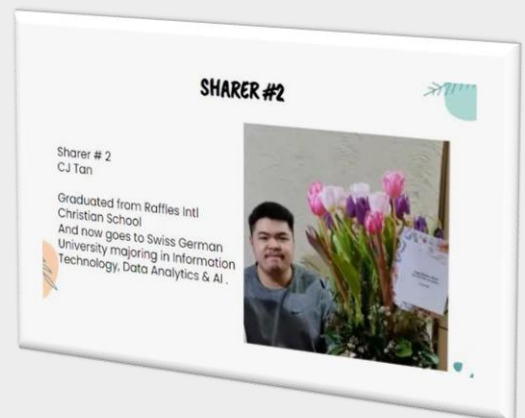 SHARER #2
Sharer # 2
CJ Tan
Graduated from Raffles Intl
Christian School
And now goes to Swiss German
University majoring in Information
Technology, Data Analytics & AI .